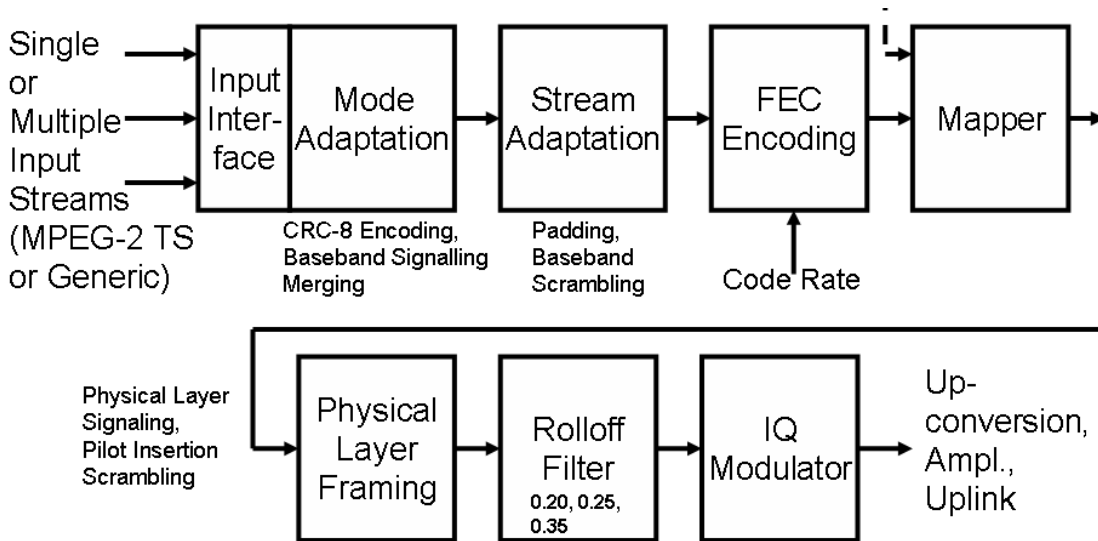 Single
or
Multiple
Input
Streams
(MPEG-2 TS
or Generic)
Input
Inter-
face
Mode
Adaptation
CRC-8 Encoding,
Baseband Signalling
Merging
Stream
Adaptation
Padding,
Baseband
Scrambling
FEC
Encoding
Code Rate
Mapper
Physical Layer
Signaling,
Pilot Insertion
Scrambling
Physical
Layer
Framing
Rolloff
Filter
0.20, 0.25,
0.35
IQ
Modulator
Up-
conversion,
Ampl.,
Uplink